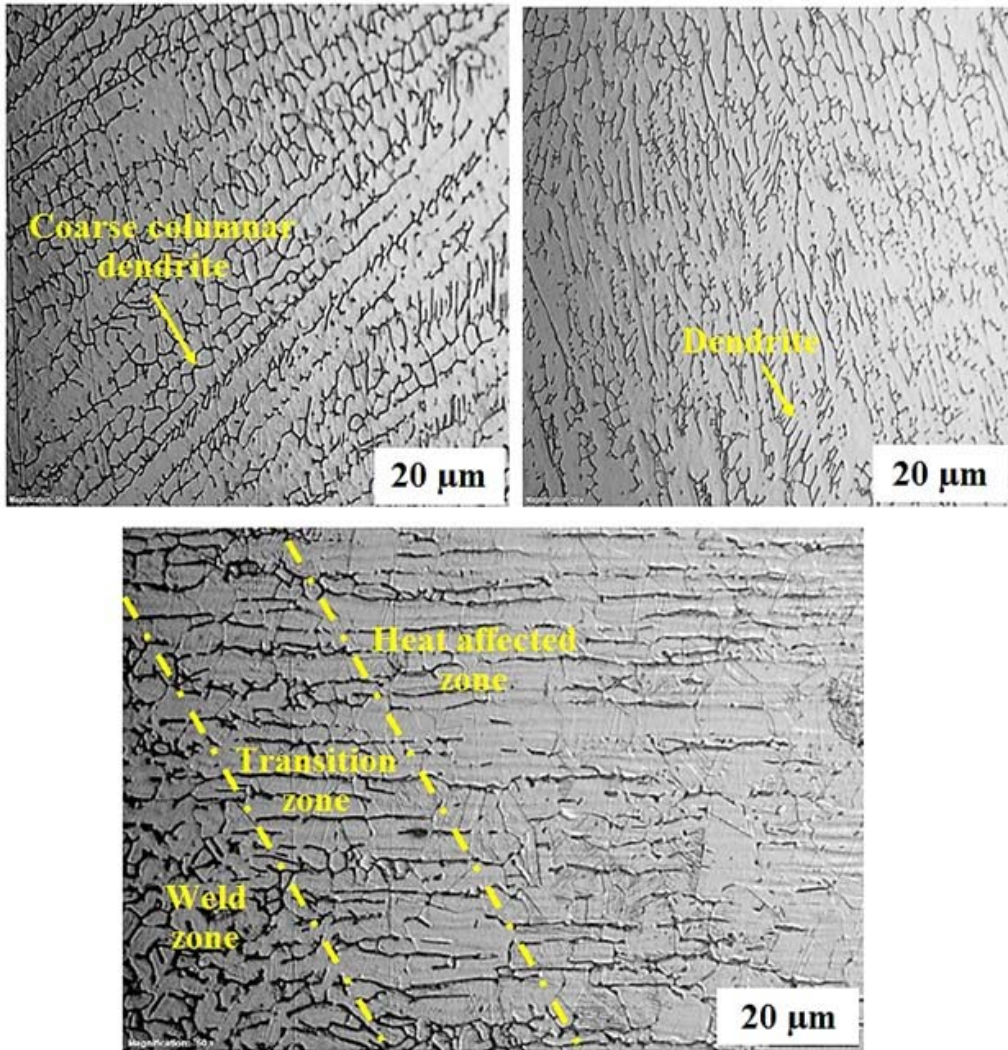 Coarse columnar
dendrite
20 μm
Dendrite
20 μm
Heat affected
zone
Transition
zone
Weld
zone
20 μm